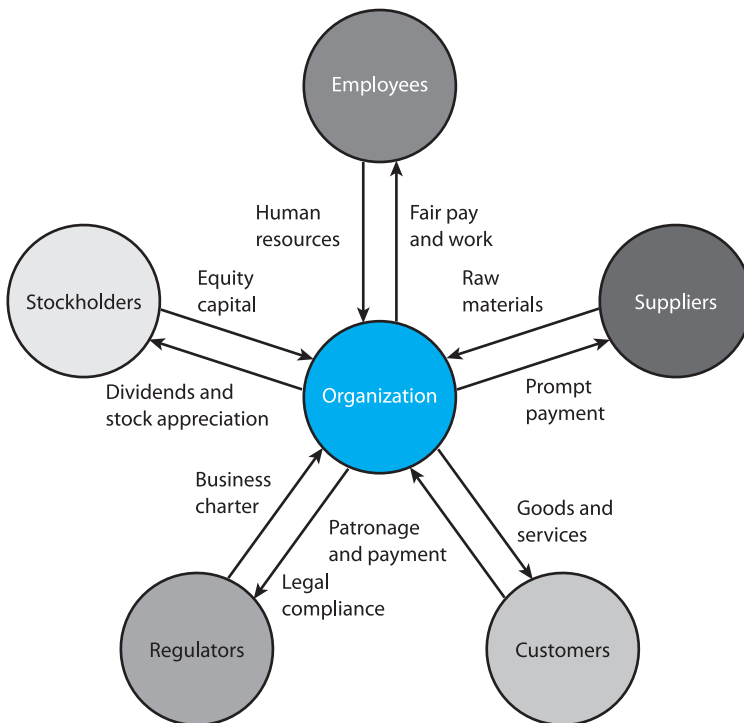 Employees
Human
resources
Fair pay
and work
Stockholders
Equity
capital
Raw
materials
Suppliers
Organization
Dividends and
stock appreciation
Prompt
payment
Business
charter
Goods and
services
Patronage
and payment
Legal
compliance
Regulators
Customers